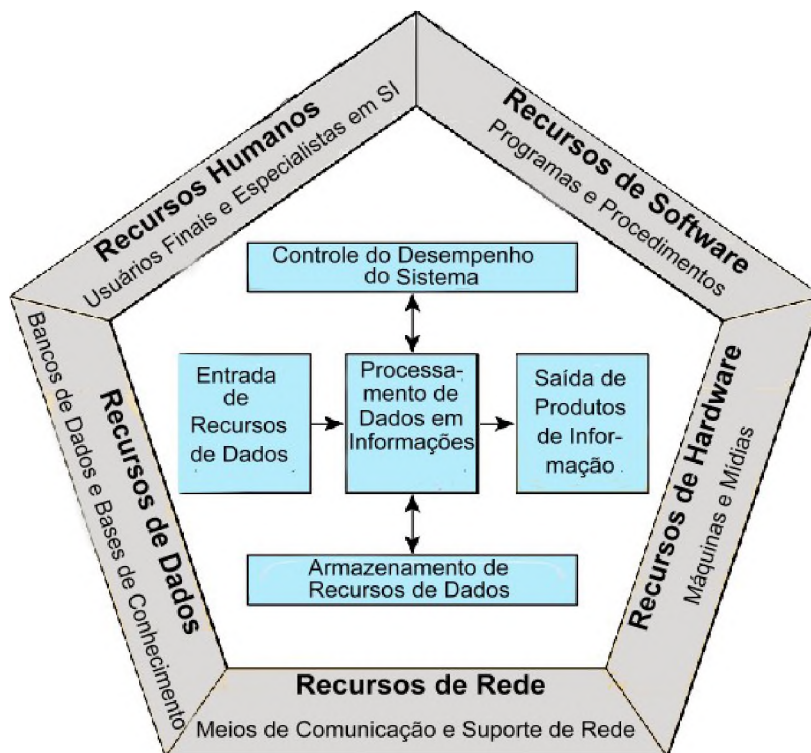 Recursos Humanos
Usuários Finais e Especialistas em SI
Recursos de Software
Programas e Procedimentos
Controle do Desempenho
do Sistema
Entrada
de
Recursos
de Dados
Processa-
mento de
Dados em
Informações
Saída de
Produtos
de Infor-
mação
Armazenamento de
Recursos de Dados
Recursos de Dados
Bancos de Dados e Bases de Conhecimento
Recursos de Hardware
Máquinas e Mídias
Recursos de Rede
Meios de Comunicação e Suporte de Rede